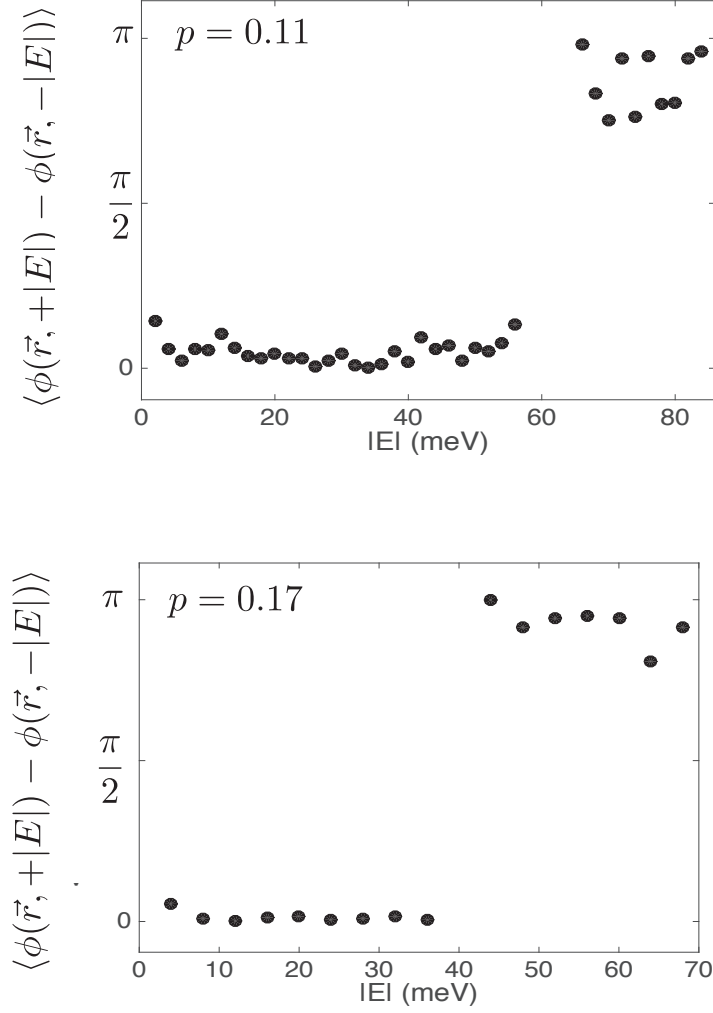 ⟨ϕ(r⃗, +|E|) − ϕ(r⃗, −|E|)⟩
p = 0.11
π
π/2
0
0 20 40 60 80
|E| (meV)
⟨ϕ(r⃗, +|E|) − ϕ(r⃗, −|E|)⟩
p = 0.17
π
π/2
0
0 10 20 30 40 50 60 70
|E| (meV)